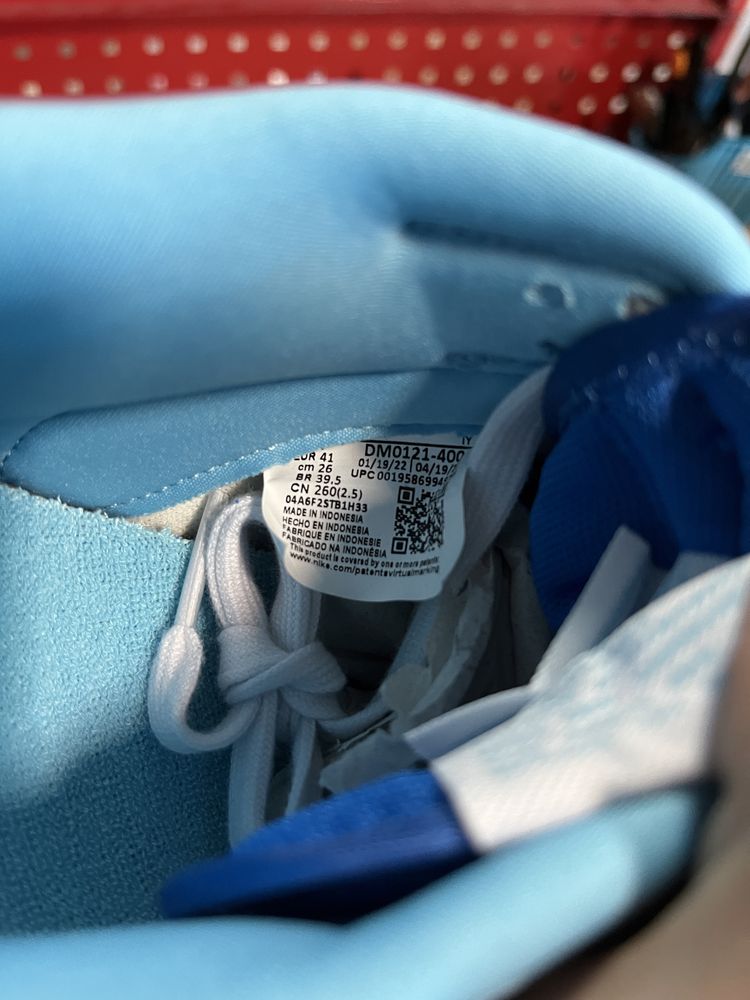 IY
EUR 41
DM0121-400
cm 26
01/19/22 04/19/2
BR 39,5
UPC 0019586994
CN 260(2.5)
04A6F2STB1H33
MADE IN INDONESIA
HECHO EN INDONESIA
FABRIQUE EN INDONESIE
FABRICADO NA INDONÉSIA
This product is covered by one or more patents.
www.nike.com/patentsvirtualmarking